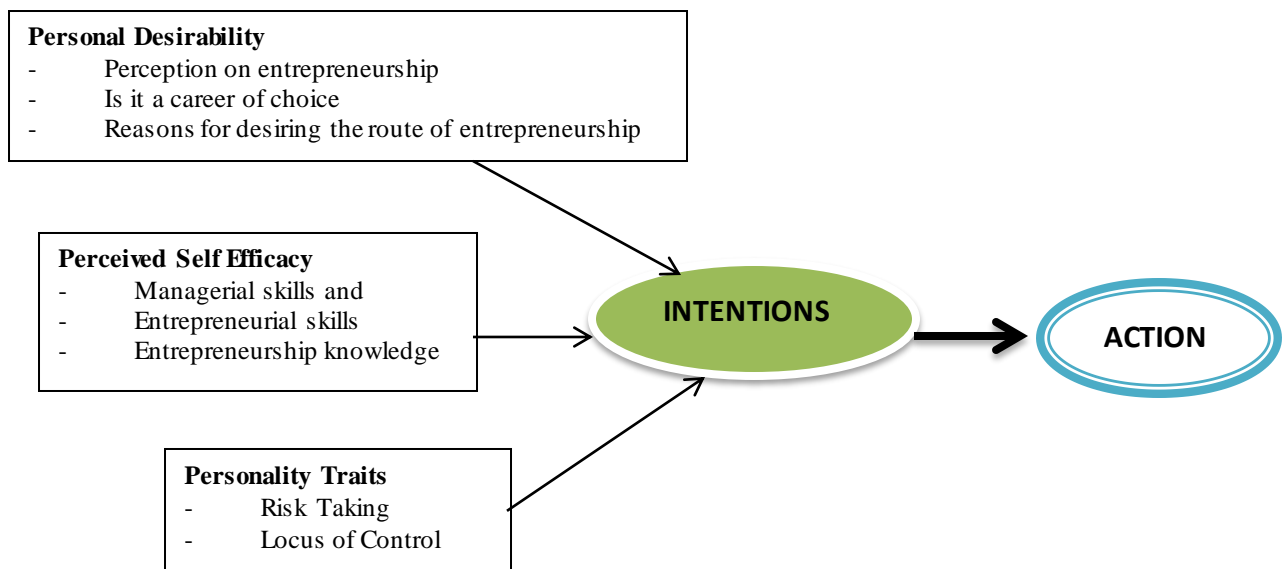 Personal Desirability
- Perception on entrepreneurship
- Is it a career of choice
- Reasons for desiring the route of entrepreneurship
Perceived Self Efficacy
- Managerial skills and
- Entrepreneurial skills
- Entrepreneurship knowledge
INTENTIONS
ACTION
Personality Traits
- Risk Taking
- Locus of Control